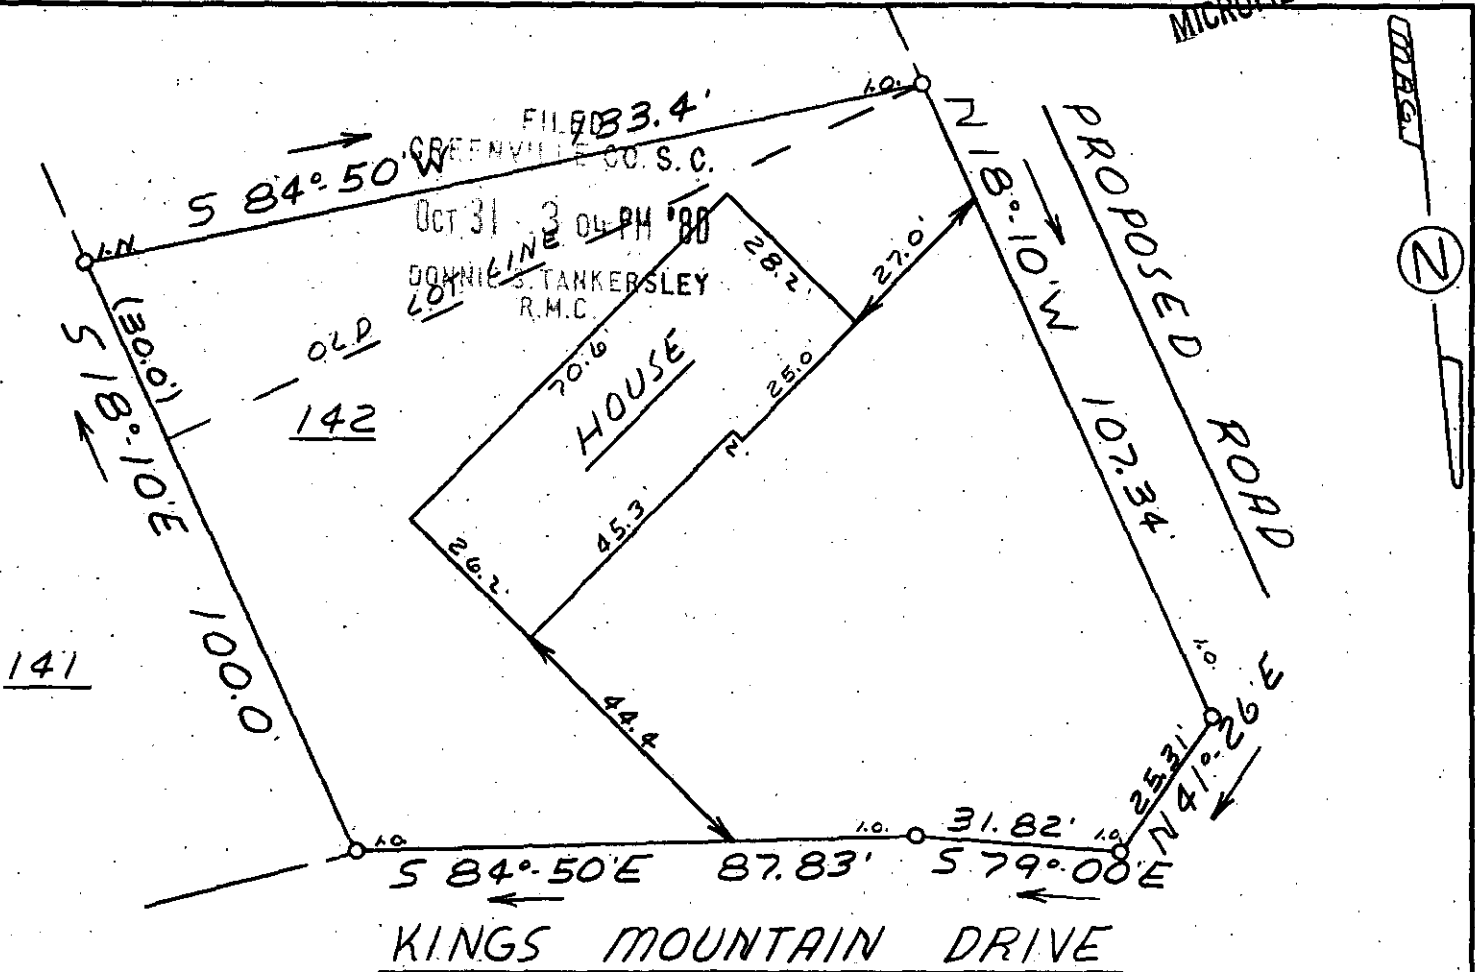 MAG.
N
FILED
GREENVILLE CO. S. C.
OCT 31 3 04 PM '80
DONNIE S. TANKERSLEY
R.M.C.
S 84°-50'W 183.4'
I.O.
I.N.
OLD LOT LINE
(30.0')
S 18°-10'E 100.0
142
141
HOUSE
70.6'
28.2'
27.0'
25.0'
2.
45.3'
26.2'
44.4
N 18°-10'W 107.34'
PROPOSED ROAD
I.O.
25.31'
N 41°-26'E
I.O.
I.O.
31.82'
I.O.
S 84°-50'E 87.83' S 79°-00'E
KINGS MOUNTAIN DRIVE